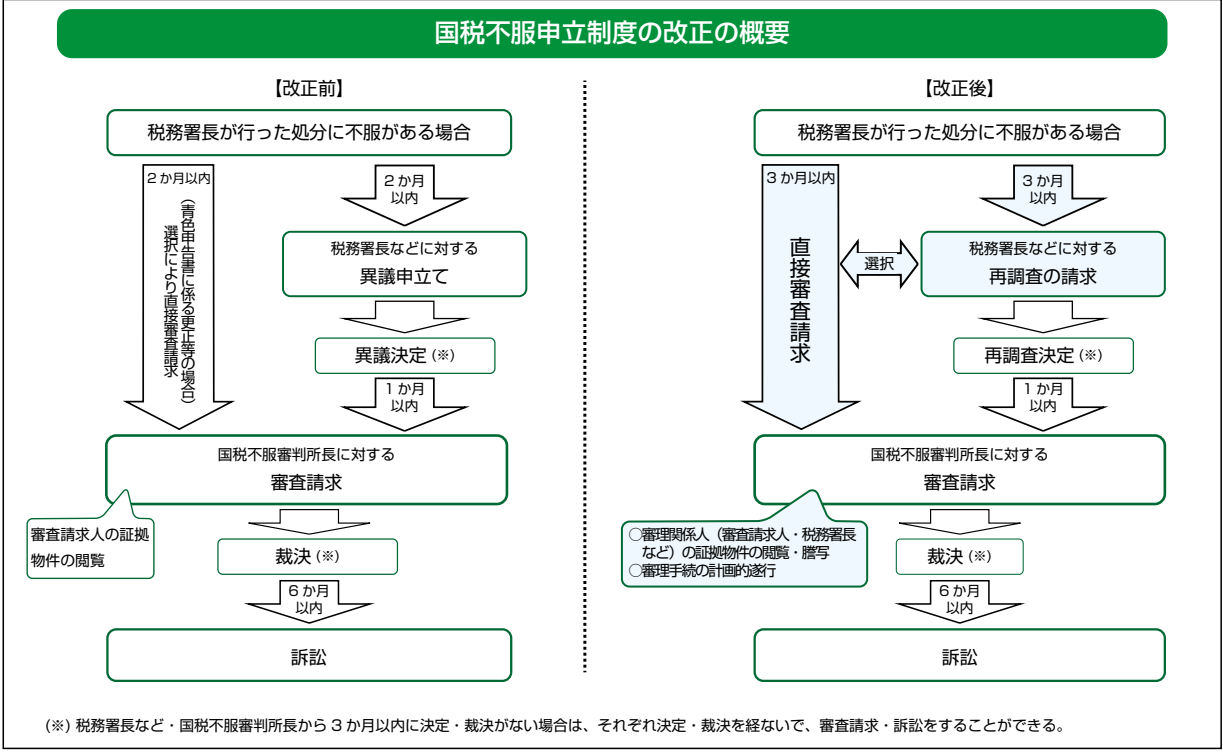 国税不服申立制度の改正の概要
【改正前】
税務署長が行った処分に不服がある場合
2か月以内
（青色申告書に係る更正等の場合）
選択により直接審査請求
2か月
以内
税務署長などに対する
異議申立て
異議決定(※)
1か月
以内
国税不服審判所長に対する
審査請求
審査請求人の証拠
物件の閲覧
裁決(※)
6か月
以内
訴訟
【改正後】
税務署長が行った処分に不服がある場合
3か月以内
直接審査請求
選択
3か月
以内
税務署長などに対する
再調査の請求
再調査決定(※)
1か月
以内
国税不服審判所長に対する
審査請求
○審理関係人（審査請求人・税務署長
など）の証拠物件の閲覧・謄写
○審理手続の計画的遂行
裁決(※)
6か月
以内
訴訟
(※) 税務署長など・国税不服審判所長から3か月以内に決定・裁決がない場合は、それぞれ決定・裁決を経ないで、審査請求・訴訟をすることができる。